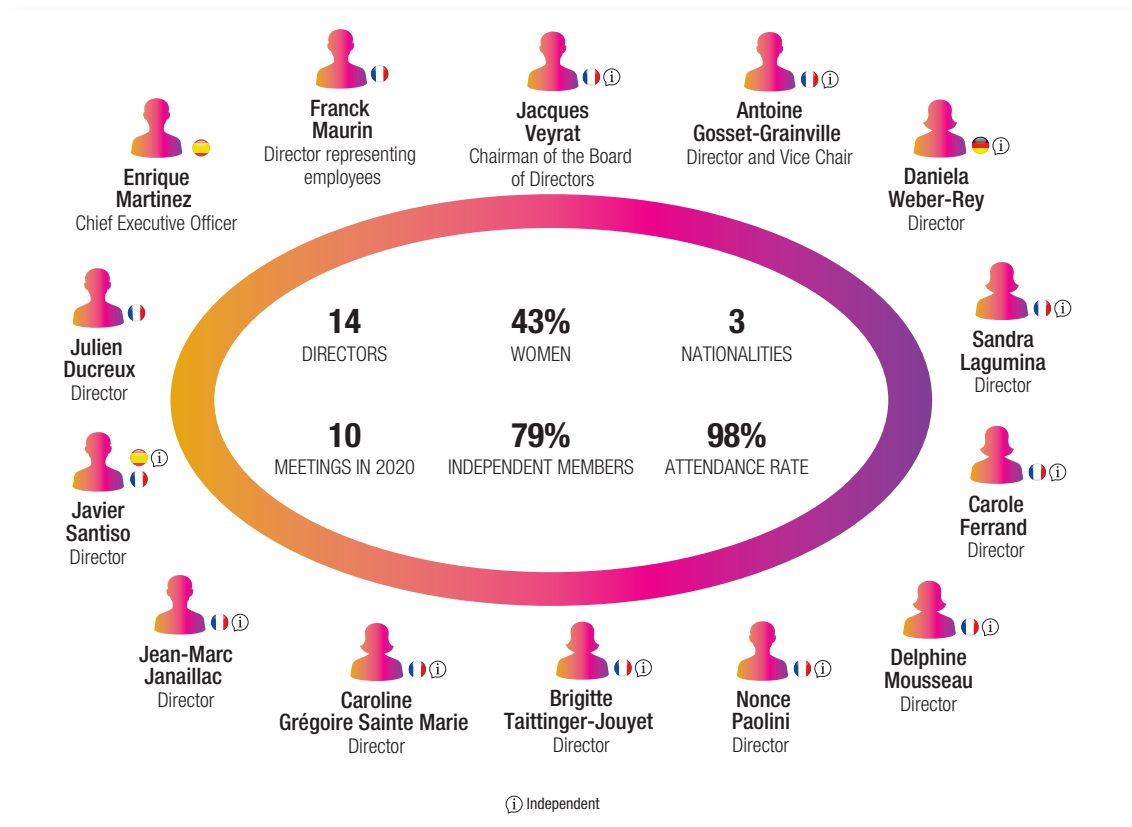 Franck
Maurin
Director representing
employees
Jacques
Veyrat
Chairman of the Board
of Directors
Antoine
Gosset-Grainville
Director and Vice Chair
Enrique
Martinez
Chief Executive Officer
Daniela
Weber-Rey
Director
Julien
Ducreux
Director
14
DIRECTORS
43%
WOMEN
3
NATIONALITIES
Sandra
Lagumina
Director
Javier
Santiso
Director
10
MEETINGS IN 2020
79%
INDEPENDENT MEMBERS
98%
ATTENDANCE RATE
Carole
Ferrand
Director
Jean-Marc
Janaillac
Director
Caroline
Grégoire Sainte Marie
Director
Brigitte
Taittinger-Jouyet
Director
Nonce
Paolini
Director
Delphine
Mousseau
Director
i Independent